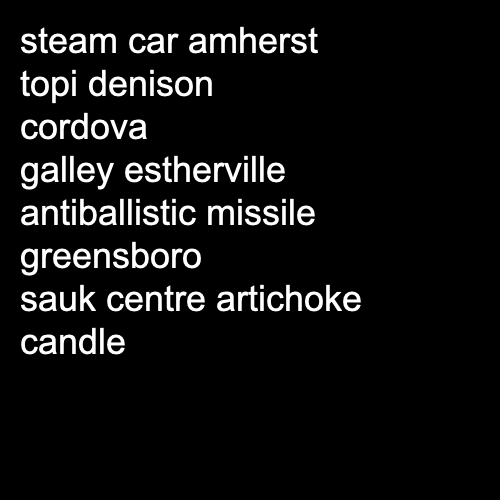 steam car amherst
topi denison
cordova
galley estherville
antiballistic missile
greensboro
sauk centre artichoke
candle